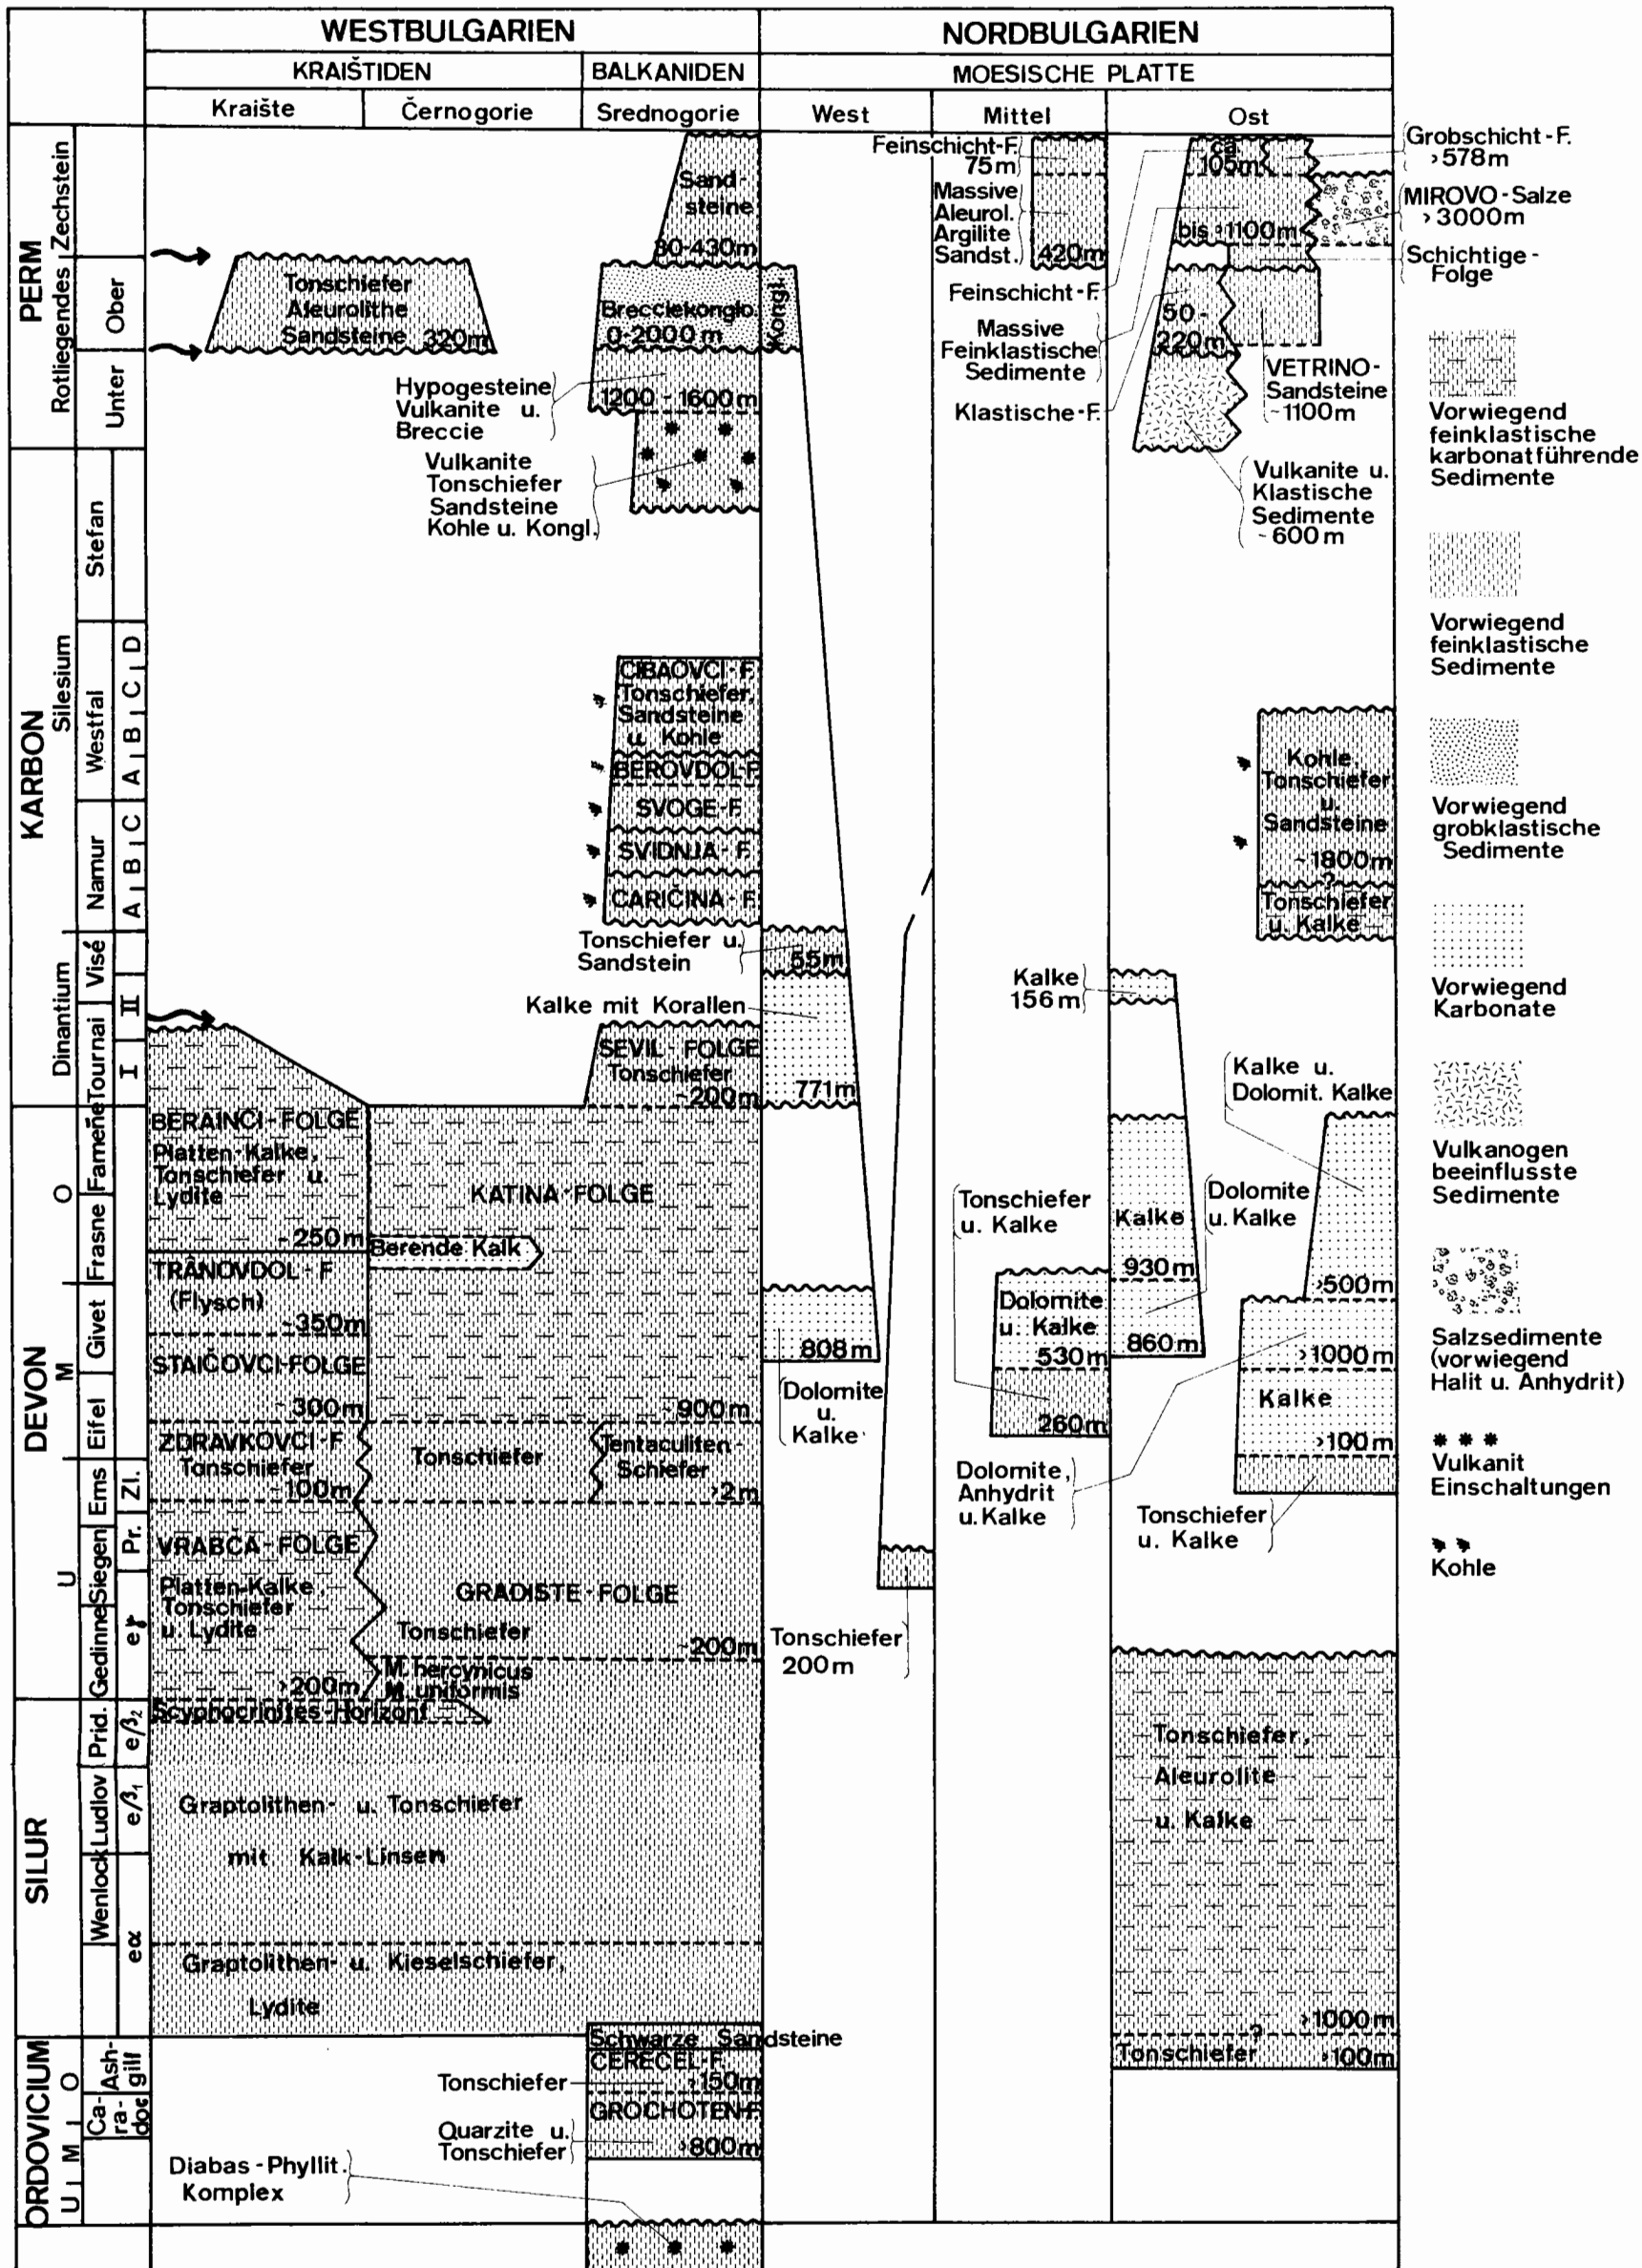 WESTBULGARIEN
NORDBULGARIEN
KRAIŠTIDEN
BALKANIDEN
MOESISCHE PLATTE
Kraište
Černogorie
Srednogorie
West
Mittel
Ost
PERM
Rotliegendes
Zechstein
Ober
Unter
KARBON
Silesium
Dinantium
Stefan
Westfal
A B C D
Namur
A B C
Visé
Tournai
II
I
DEVON
O
M
U
Famenne
Frasne
Givet
Eifel
Ems
Siegen
Gedinne
Zl.
Pr.
eγ
SILUR
Prid.
Ludlov
Wenlock
e/β2
e/β1
eα
ORDOVICIUM
U M O
Ash-
gill
Ca-
ra-
doc
Tonschiefer
Aleurolithe
Sandsteine 320m
Sand-
steine
80-430m
Brecciekonglo.
0-2000m
Kongl.
Hypogesteine
Vulkanite u.
Breccie
1200 - 1600m
Vulkanite
Tonschiefer
Sandsteine
Kohle u. Kongl.
CIBAOVCI-F.
Tonschiefer,
Sandsteine
u. Kohle
BEROVDOL-F
SVOGE-F.
SVIDNJA-F.
CARIČINA-F.
Tonschiefer u.
Sandstein
55m
Kalke mit Korallen
771m
SEVIL-FOLGE
Tonschiefer
~200m
BERAINCI-FOLGE
Platten-Kalke,
Tonschiefer u.
Lydite
~250m
KATINA-FOLGE
Berende Kalk
TRÂNOVDOL-F
(Flysch)
~350m
STAIČOVCI-FOLGE
~300m
~900m
ZDRAVKOVCI-F
Tonschiefer
~100m
Tonschiefer
Tentaculiten-
Schiefer
>2m
VRABČA-FOLGE
Platten-Kalke,
Tonschiefer
u. Lydite
>200m
GRADISTE-FOLGE
Tonschiefer
~200m
M. hercynicus
M. uniformis
Scyphocrinites-Horizont
Graptolithen- u. Tonschiefer
mit Kalk-Linsen
Graptolithen- u. Kieselschiefer,
Lydite
Schwarze Sandsteine
CERECEL-F.
Tonschiefer
>150m
GROCHOTEN-F.
Quarzite u.
Tonschiefer
>800m
Diabas-Phyllit.
Komplex
808m
Dolomite
u.
Kalke
Tonschiefer
200m
Feinschicht-F.
75m
Massive
Aleurol.
Argilite
Sandst.
420m
Feinschicht-F.
Massive
Feinklastische
Sedimente
Klastische-F.
Kalke
156m
Tonschiefer
u. Kalke
Dolomite
u. Kalke
530m
260m
Dolomite,
Anhydrit
u. Kalke
ca
105m
bis >1100m
50-
220m
Grobschicht-F.
>578m
MIROVO-Salze
>3000m
Schichtige-
Folge
VETRINO-
Sandsteine
~1100m
Vulkanite u.
Klastische
Sedimente
~600m
Kohle,
Tonschiefer
u.
Sandsteine
~1800m
?
Tonschiefer
u. Kalke
Kalke u.
Dolomit. Kalke
Kalke
930m
Dolomite
u. Kalke
860m
>500m
>1000m
Kalke
>100m
Tonschiefer
u. Kalke
Tonschiefer,
Aleurolite
u. Kalke
>1000m
?
Tonschiefer
>100m
Vorwiegend
feinklastische
karbonatführende
Sedimente
Vorwiegend
feinklastische
Sedimente
Vorwiegend
grobklastische
Sedimente
Vorwiegend
Karbonate
Vulkanogen
beeinflusste
Sedimente
Salzsedimente
(vorwiegend
Halit u. Anhydrit)
Vulkanit
Einschaltungen
Kohle